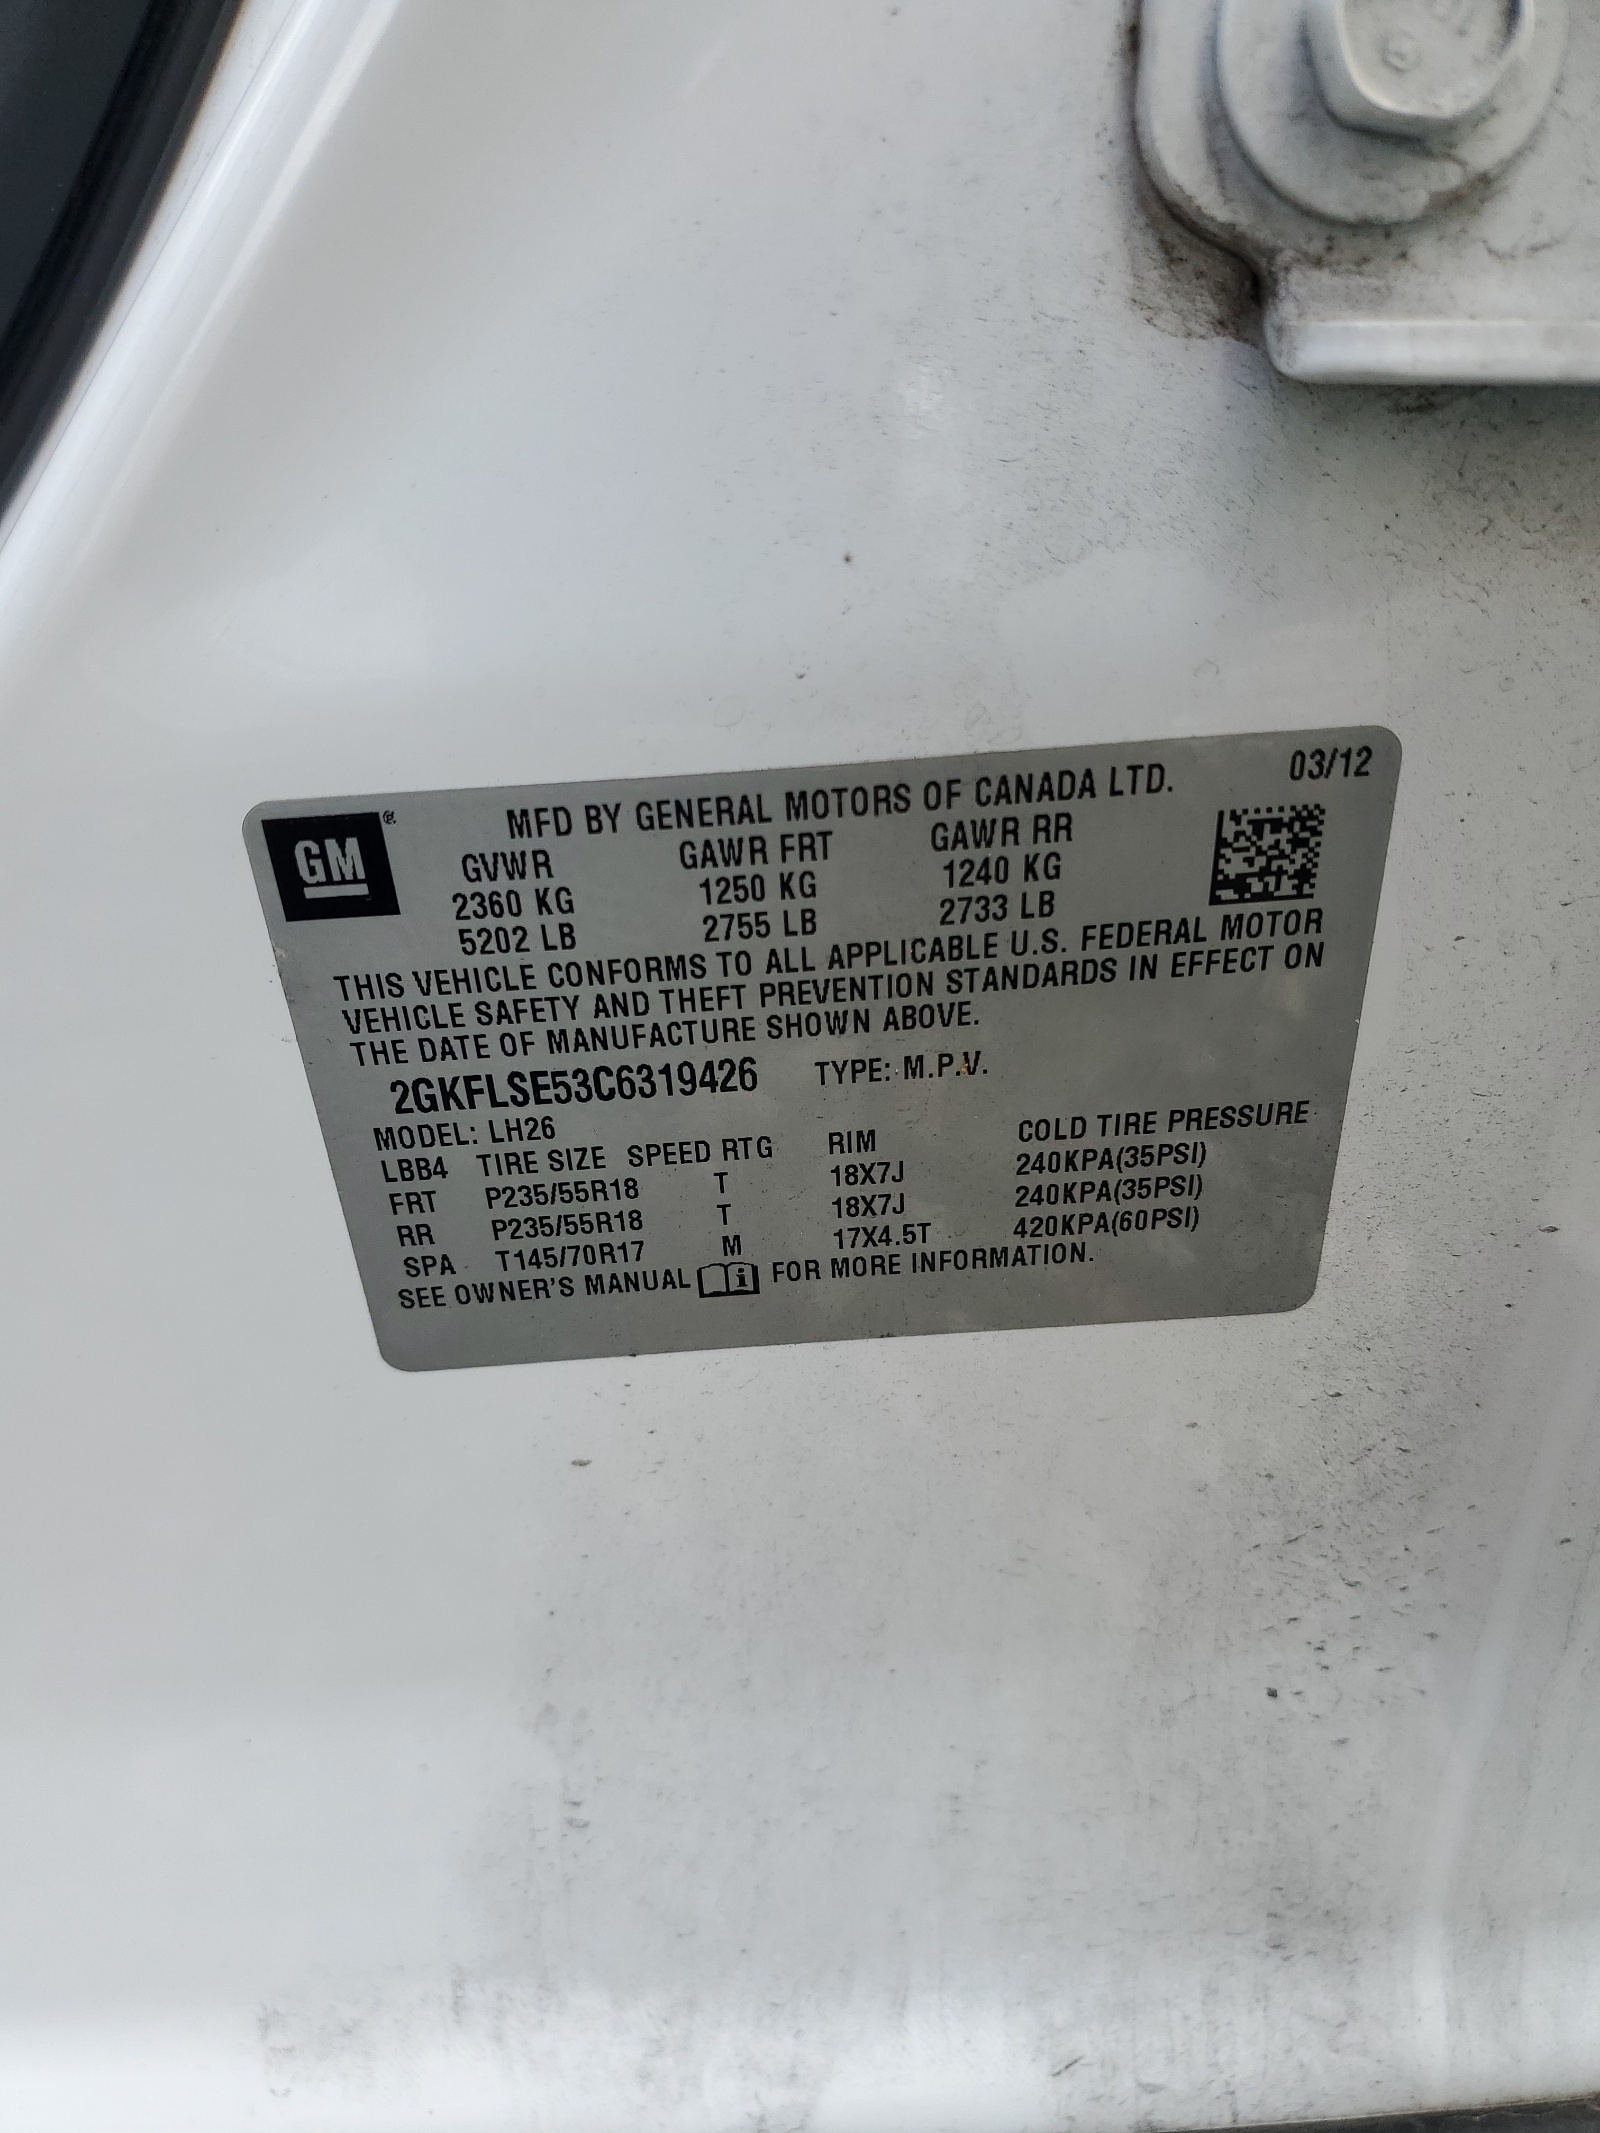 MFD BY GENERAL MOTORS OF CANADA LTD. 03/12
GM
GVWR GAWR FRT GAWR RR
2360 KG 1250 KG 1240 KG
5202 LB 2755 LB 2733 LB
THIS VEHICLE CONFORMS TO ALL APPLICABLE U.S. FEDERAL MOTOR
VEHICLE SAFETY AND THEFT PREVENTION STANDARDS IN EFFECT ON
THE DATE OF MANUFACTURE SHOWN ABOVE.
2GKFLSE53C6319426 TYPE: M.P.V.
MODEL: LH26
LBB4 TIRE SIZE SPEED RTG RIM COLD TIRE PRESSURE
FRT P235/55R18 T 18X7J 240KPA(35PSI)
RR P235/55R18 T 18X7J 240KPA(35PSI)
SPA T145/70R17 M 17X4.5T 420KPA(60PSI)
SEE OWNER'S MANUAL FOR MORE INFORMATION.